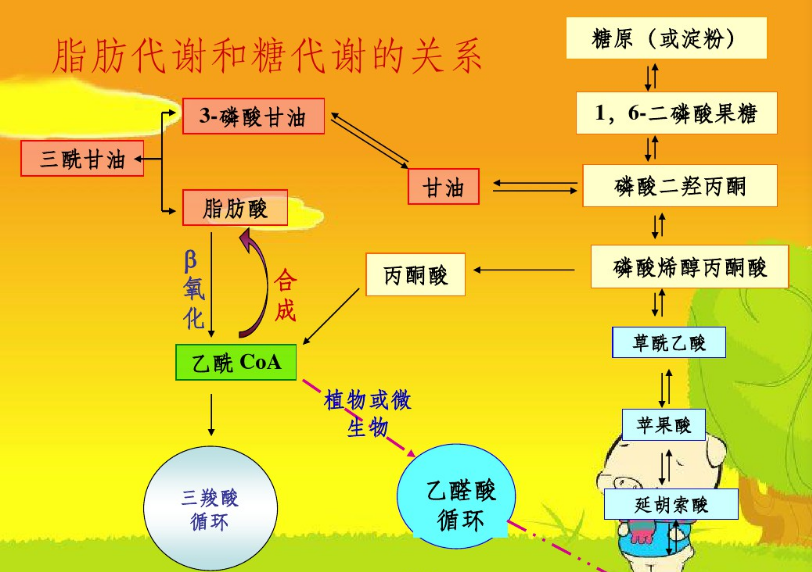 脂肪代谢和糖代谢的关系
糖原（或淀粉）
3-磷酸甘油
1，6-二磷酸果糖
三酰甘油
甘油
磷酸二羟丙酮
脂肪酸
β
氧
化
合
成
丙酮酸
磷酸烯醇丙酮酸
乙酰 CoA
草酰乙酸
植物或微
生物
苹果酸
三羧酸
循环
乙醛酸
循环
延胡索酸